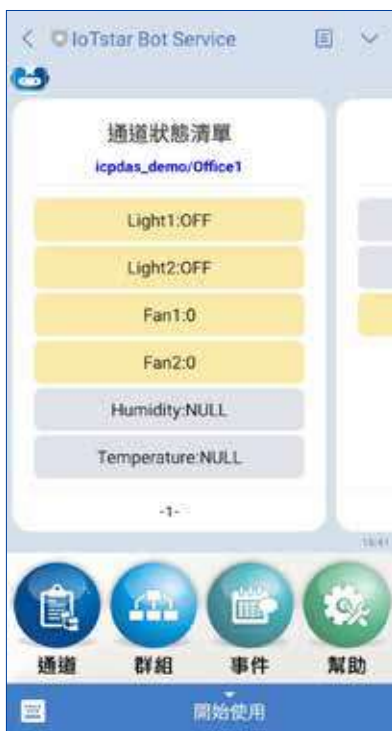 IoTstar Bot Service
通道狀態清單
icpdas_demo/Office1
Light1:OFF
Light2:OFF
Fan1:0
Fan2:0
Humidity:NULL
Temperature:NULL
-1-
通道
群組
事件
幫助
開始使用